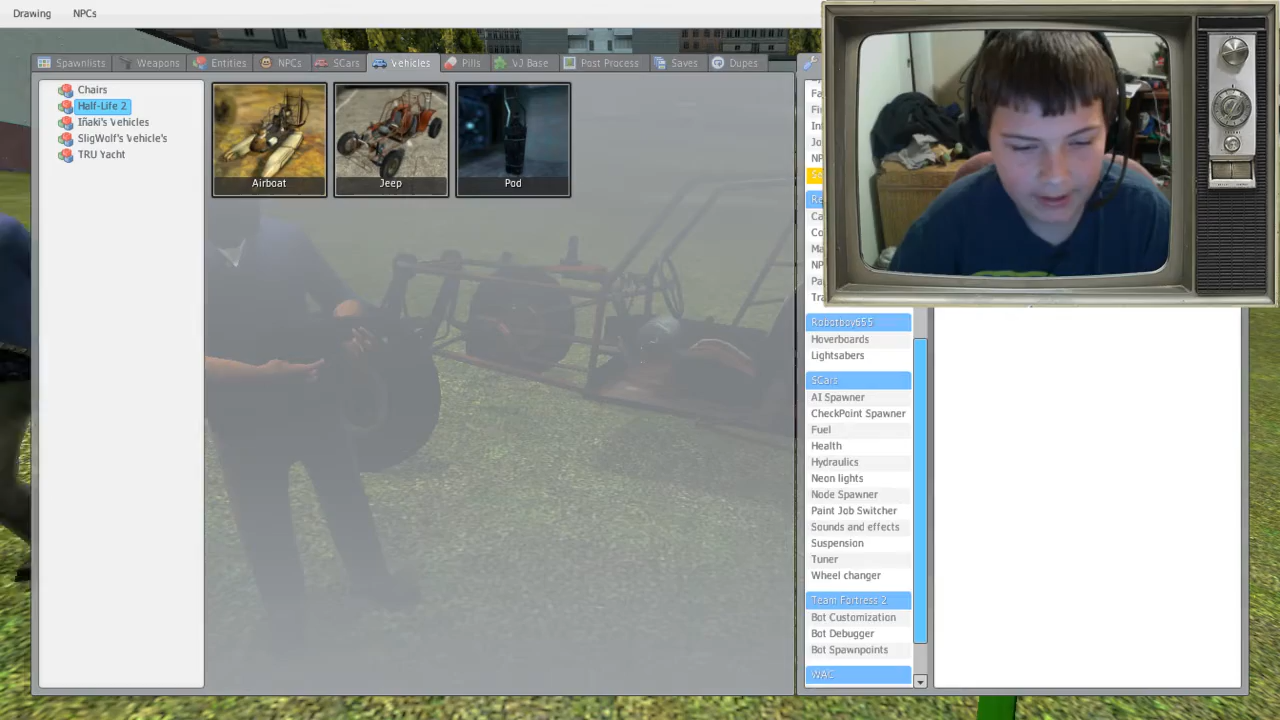 Drawing NPCs
Spawnlists Weapons Entities NPCs SCars Vehicles Pills VJ Base Post Process Saves Dupes
Chairs
Half-Life 2
Iñaki's Vehicles
SligWolf's Vehicle's
TRU Yacht
Airboat Jeep Pod
Robotboy655
Hoverboards
Lightsabers
SCars
AI Spawner
CheckPoint Spawner
Fuel
Health
Hydraulics
Neon lights
Node Spawner
Paint Job Switcher
Sounds and effects
Suspension
Tuner
Wheel changer
Team Fortress 2
Bot Customization
Bot Debugger
Bot Spawnpoints
WAC